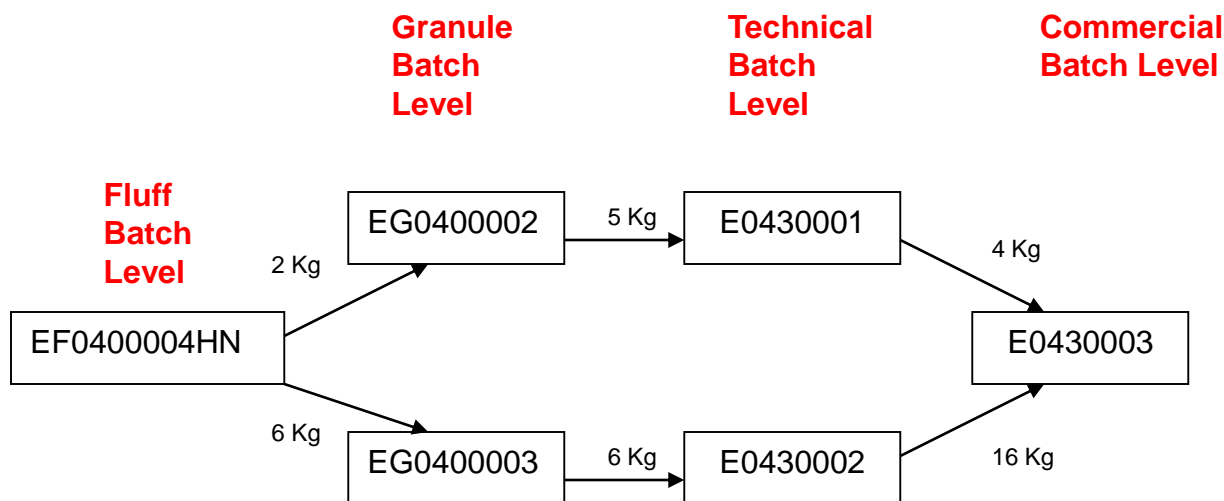 Granule
Batch
Level
Technical
Batch
Level
Commercial
Batch Level
Fluff
Batch
Level
EG0400002
5 Kg
E0430001
2 Kg
4 Kg
EF0400004HN
E0430003
6 Kg
EG0400003
6 Kg
E0430002
16 Kg